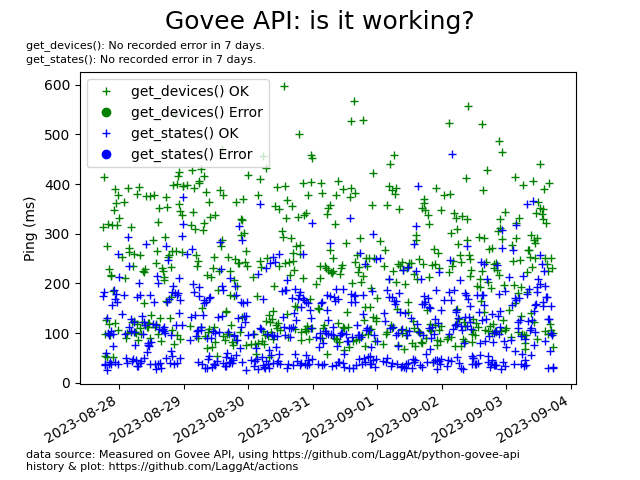 Govee API: is it working?
get_devices(): No recorded error in 7 days.
get_states(): No recorded error in 7 days.
get_devices() OK
get_devices() Error
get_states() OK
get_states() Error
Ping (ms)
600
500
400
300
200
100
0
2023-08-28
2023-08-29
2023-08-30
2023-08-31
2023-09-01
2023-09-02
2023-09-03
2023-09-04
data source: Measured on Govee API, using https://github.com/LaggAt/python-govee-api
history & plot: https://github.com/LaggAt/actions